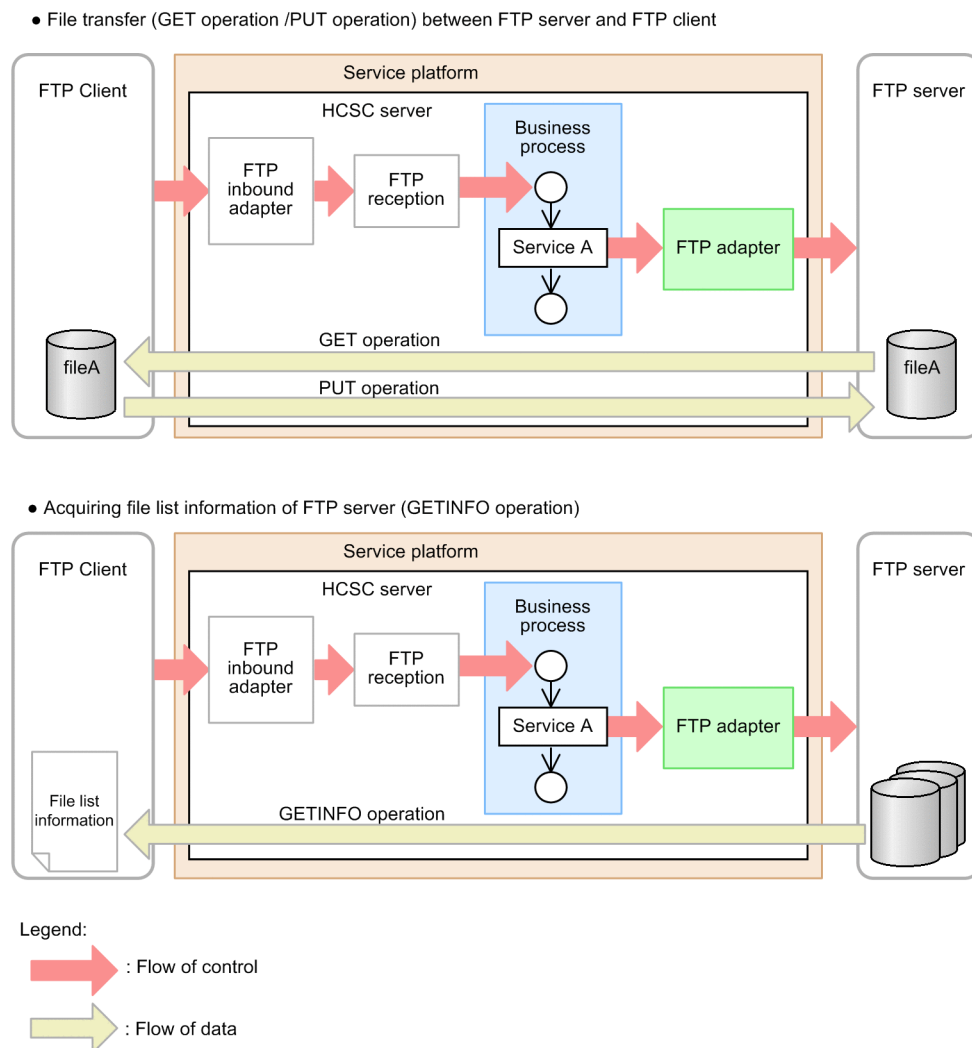 ● File transfer (GET operation /PUT operation) between FTP server and FTP client
Service platform
FTP Client
FTP server
HCSC server
Business
process
FTP
inbound
adapter
FTP
reception
Service A
FTP adapter
GET operation
fileA
fileA
PUT operation
● Acquiring file list information of FTP server (GETINFO operation)
Service platform
FTP Client
FTP server
HCSC server
Business
process
FTP
inbound
adapter
FTP
reception
Service A
FTP adapter
File list
information
GETINFO operation
Legend:
: Flow of control
: Flow of data